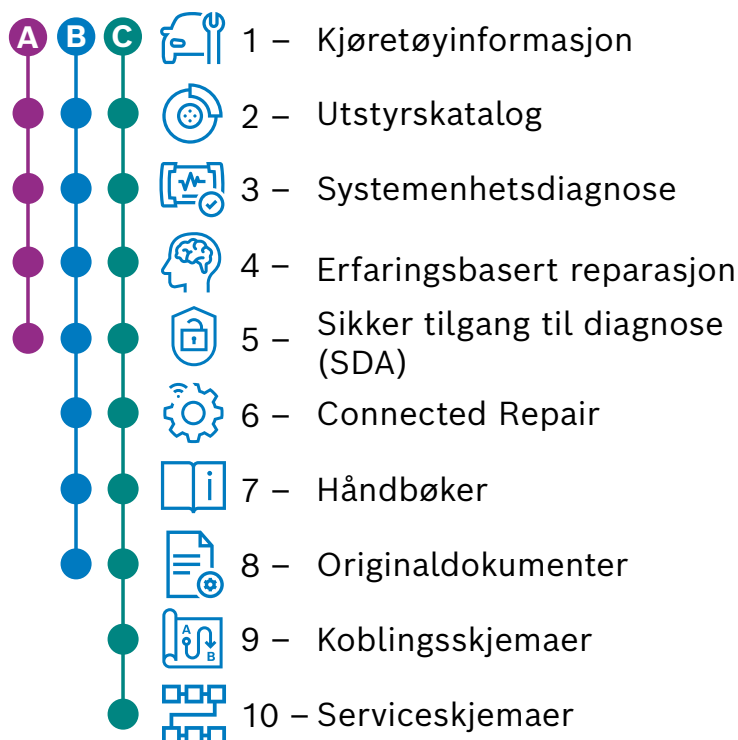 A B C 1 – Kjøretøyinformasjon
2 – Utstyrskatalog
3 – Systemenhetsdiagnose
4 – Erfaringsbasert reparasjon
5 – Sikker tilgang til diagnose
(SDA)
6 – Connected Repair
i 7 – Håndbøker
8 – Originaldokumenter
A B 9 – Koblingsskjemaer
10 – Serviceskjemaer